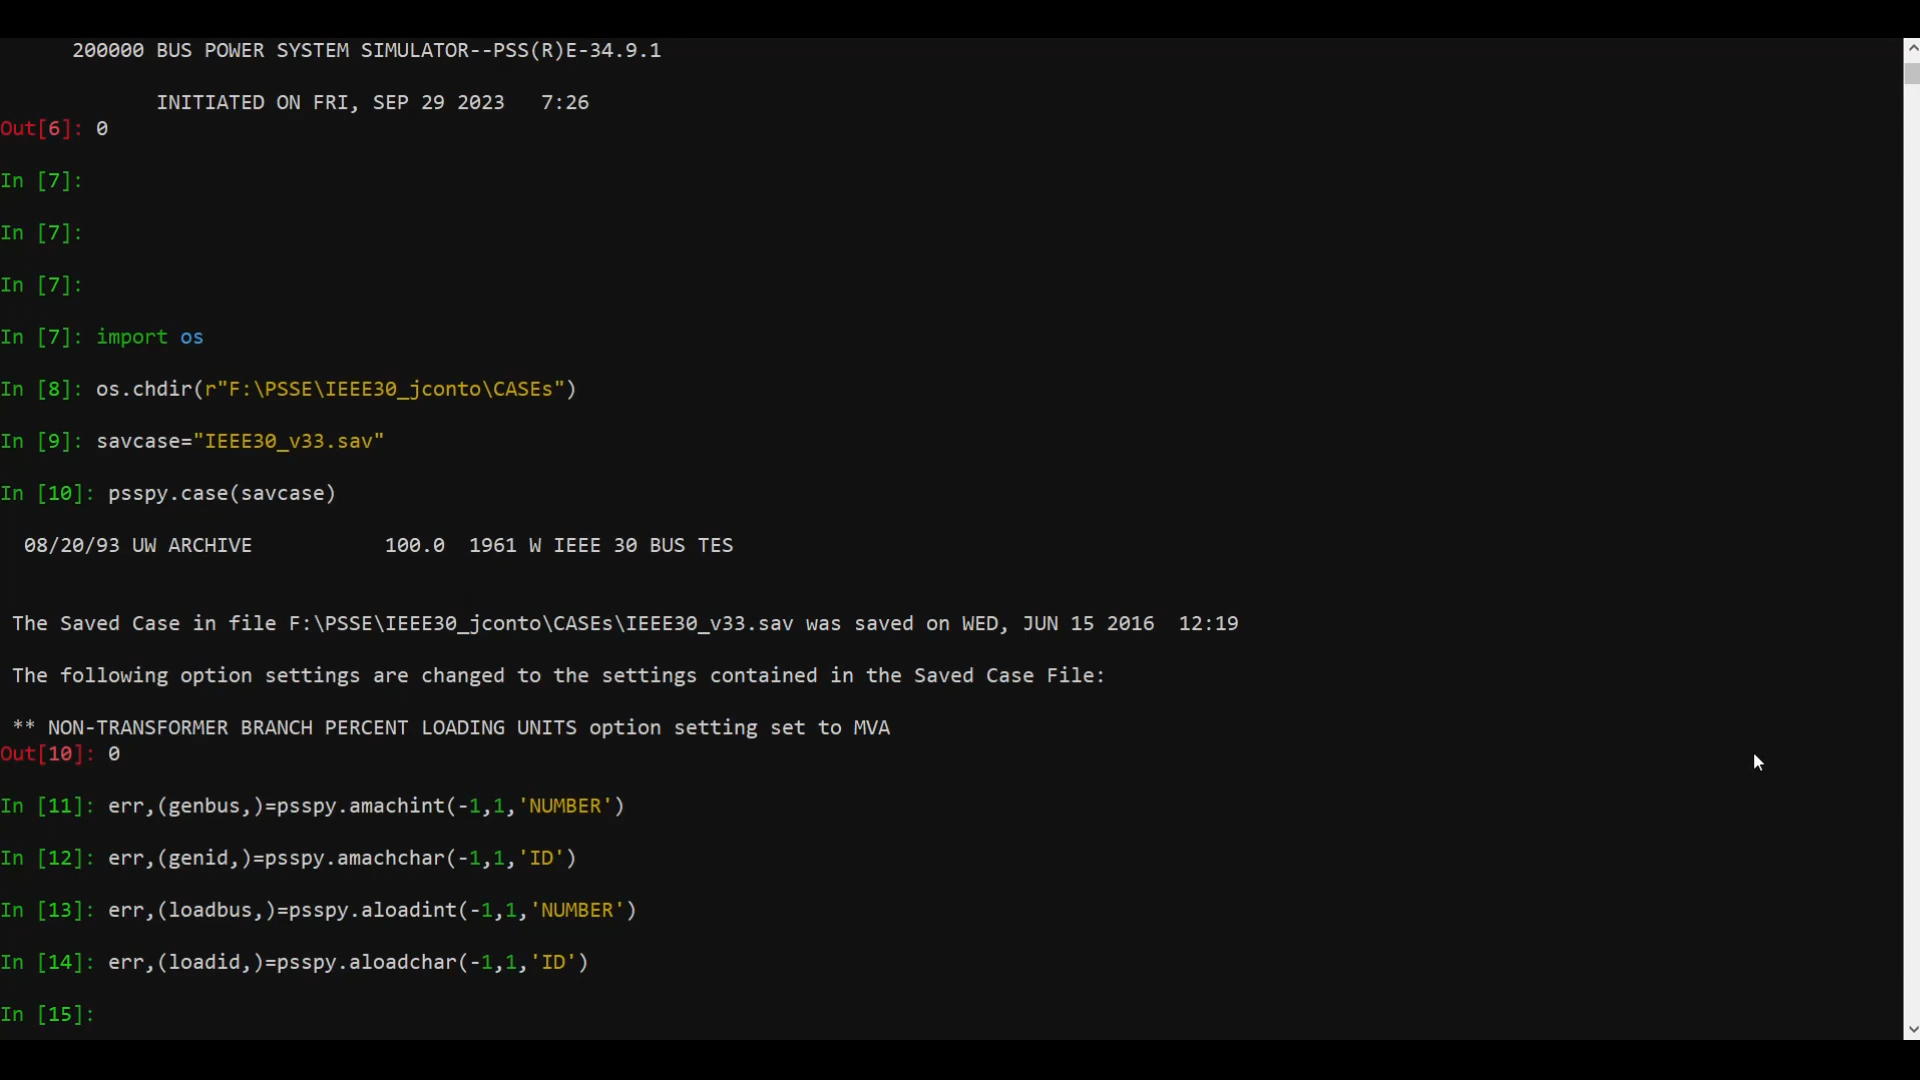 200000 BUS POWER SYSTEM SIMULATOR--PSS(R)E-34.9.1
INITIATED ON FRI, SEP 29 2023   7:26
Out[6]: 0
In [7]:
In [7]:
In [7]:
In [7]: import os
In [8]: os.chdir(r"F:\PSSE\IEEE30_jconto\CASEs")
In [9]: savcase="IEEE30_v33.sav"
In [10]: psspy.case(savcase)
08/20/93 UW ARCHIVE           100.0  1961 W IEEE 30 BUS TES
The Saved Case in file F:\PSSE\IEEE30_jconto\CASEs\IEEE30_v33.sav was saved on WED, JUN 15 2016  12:19
The following option settings are changed to the settings contained in the Saved Case File:
** NON-TRANSFORMER BRANCH PERCENT LOADING UNITS option setting set to MVA
Out[10]: 0
In [11]: err,(genbus,)=psspy.amachint(-1,1,'NUMBER')
In [12]: err,(genid,)=psspy.amachchar(-1,1,'ID')
In [13]: err,(loadbus,)=psspy.aloadint(-1,1,'NUMBER')
In [14]: err,(loadid,)=psspy.aloadchar(-1,1,'ID')
In [15]: